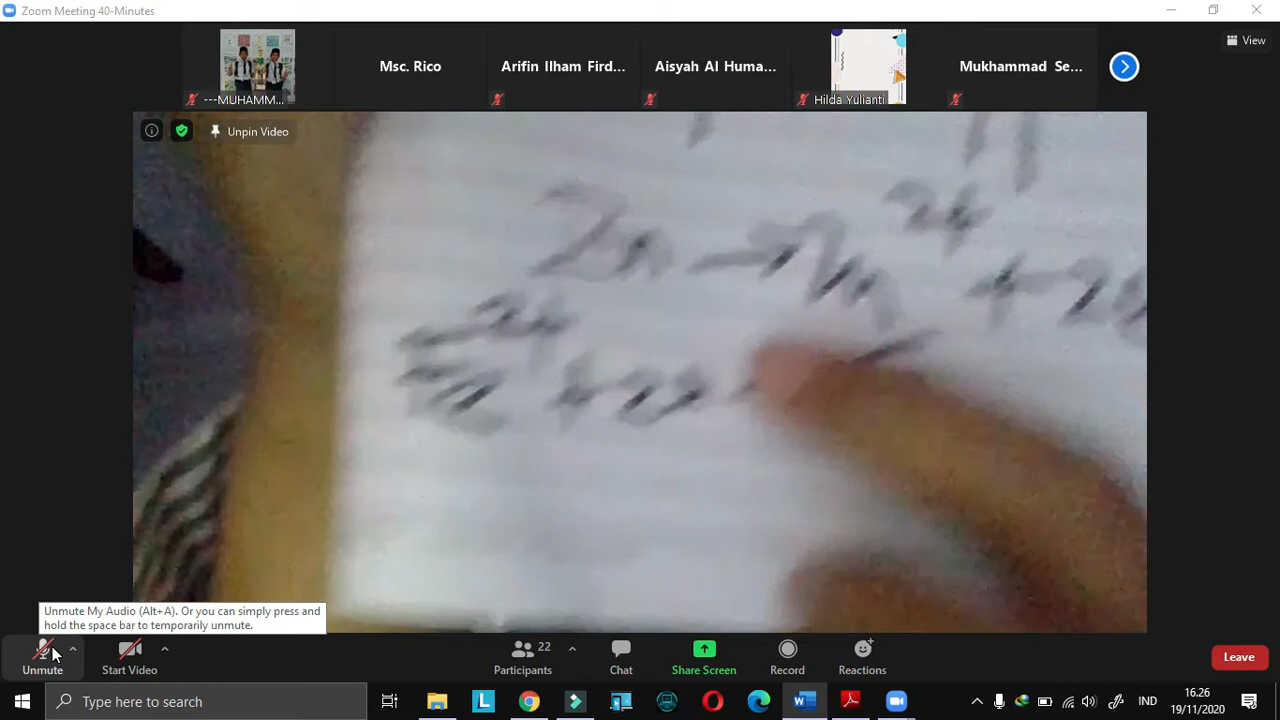 Zoom Meeting 40-Minutes
View
---MUHAMM...
Msc. Rico
Arifin Ilham Fird...
Aisyah Al Huma...
Hilda Yulianti
Mukhammad Se...
Unpin Video
Zn
Unmute My Audio (Alt+A). Or you can simply press and
hold the space bar to temporarily unmute.
Unmute
Start Video
22
Participants
Chat
Share Screen
Record
Reactions
Leave
Type here to search
IND
16.26
19/11/2020